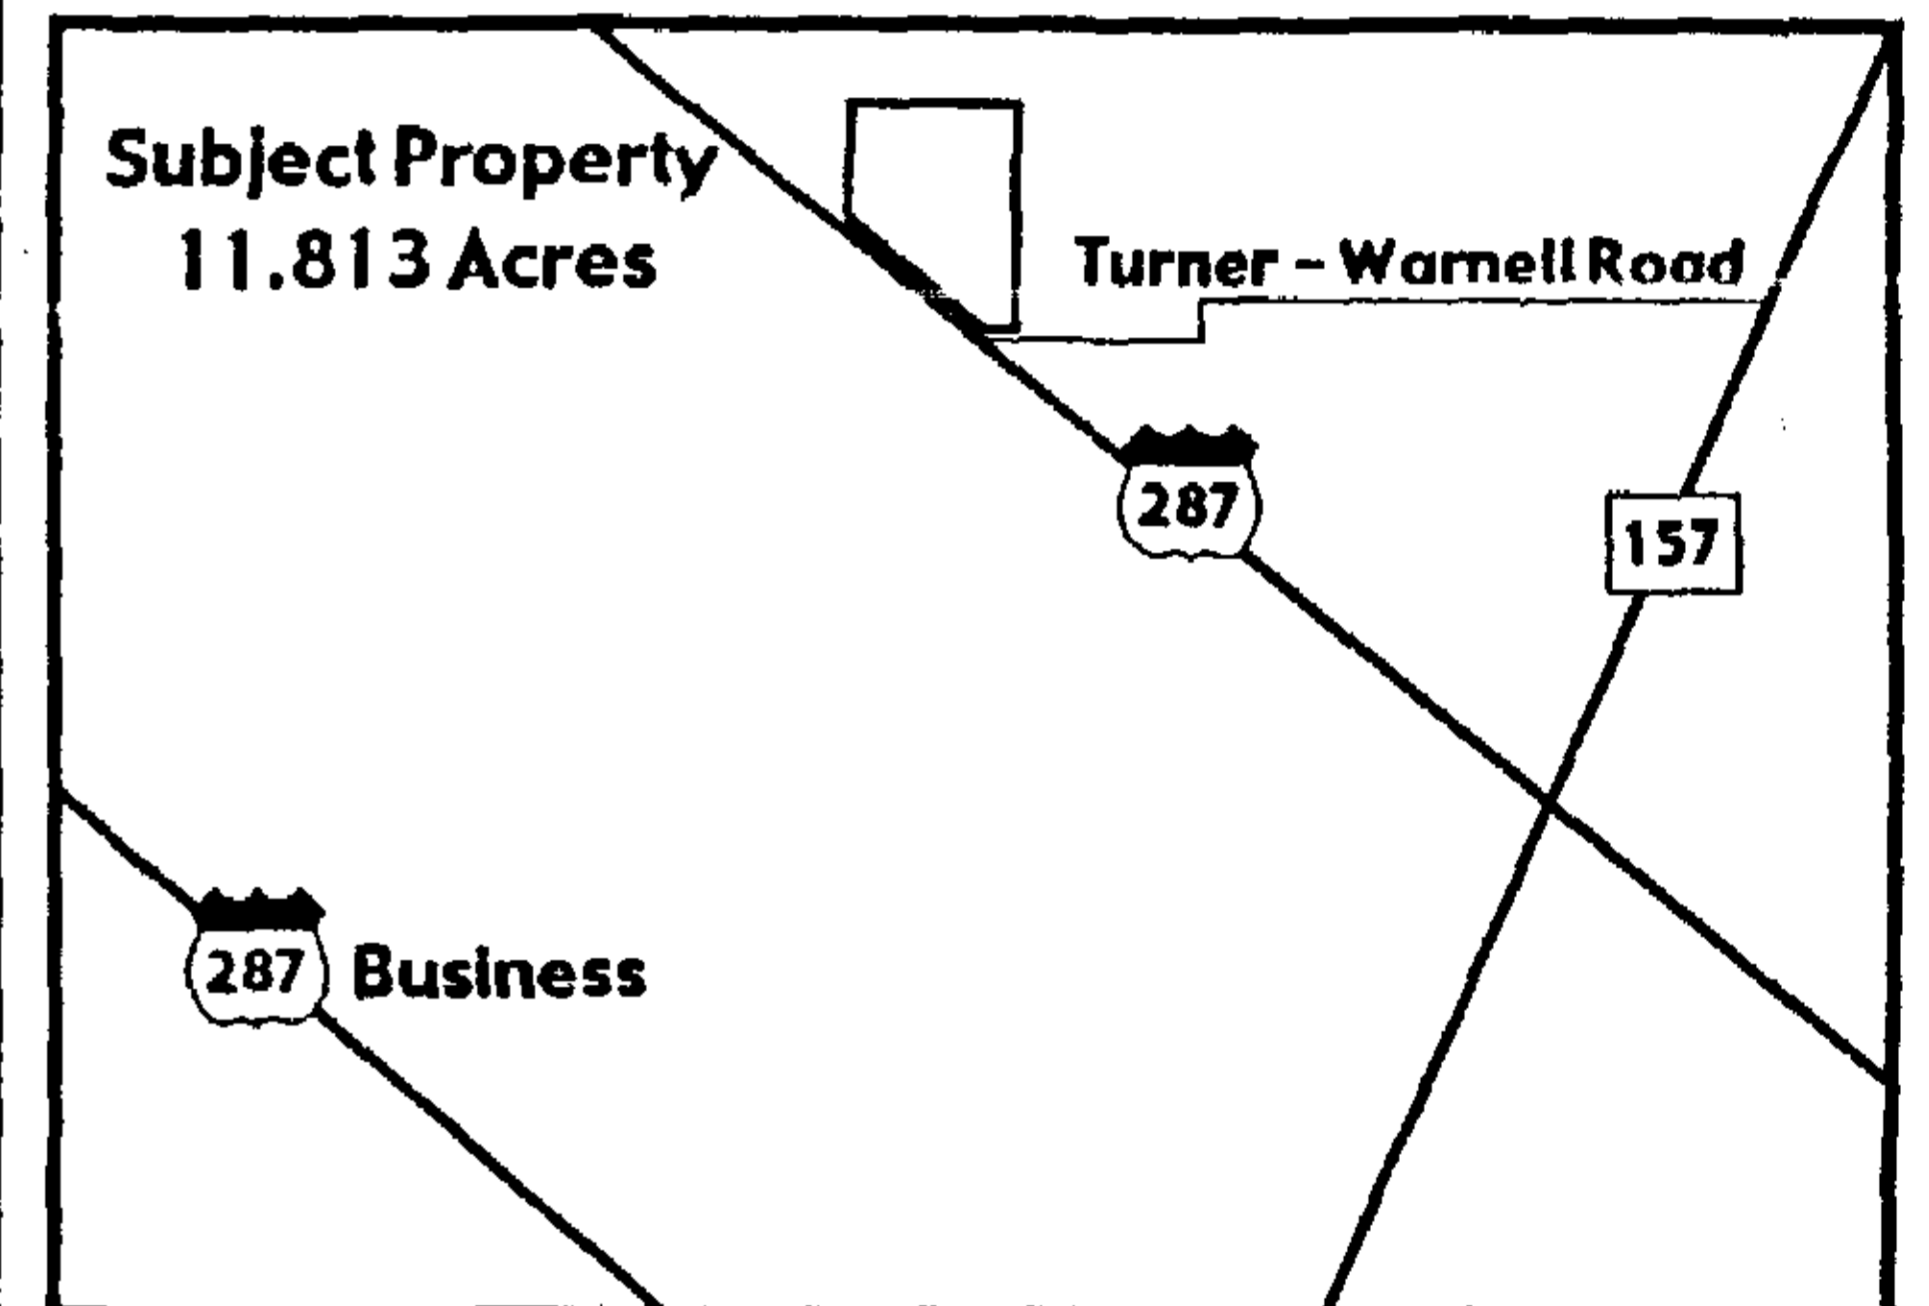 Subject Property
11.813 Acres
Turner - Warnell Road
287
157
287 Business